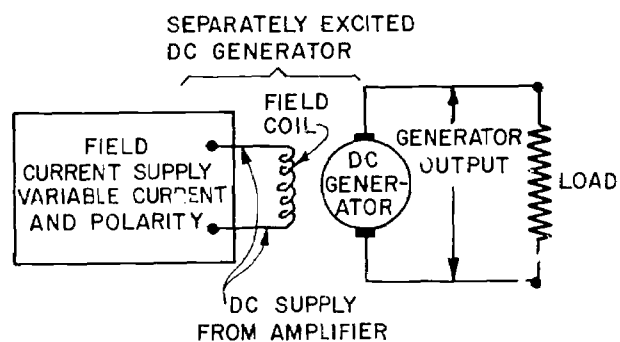 SEPARATELY EXCITED
DC GENERATOR
FIELD
COIL
FIELD
CURRENT SUPPLY
VARIABLE CURRENT
AND POLARITY
DC
GENER-
ATOR
GENERATOR
OUTPUT
LOAD
DC SUPPLY
FROM AMPLIFIER